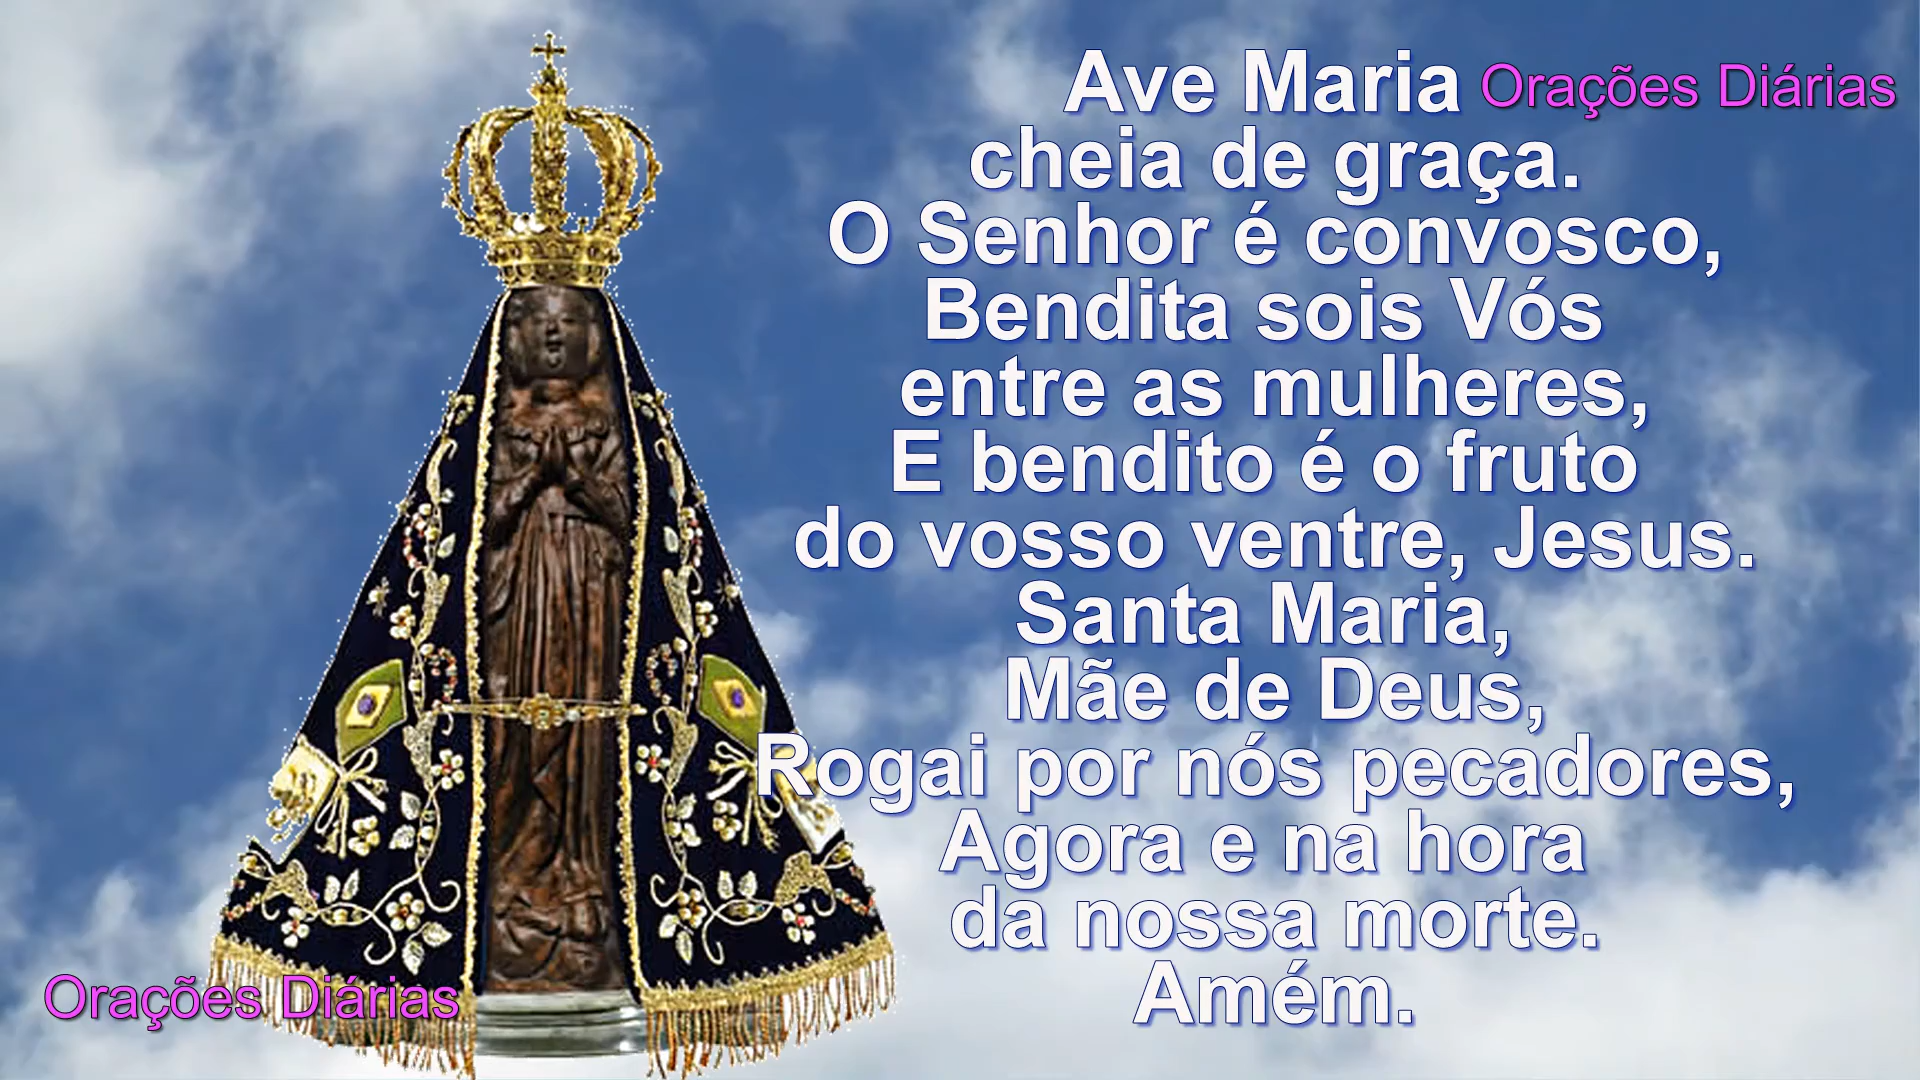 Ave Maria
Orações Diárias
cheia de graça.
O Senhor é convosco,
Bendita sois Vós
entre as mulheres,
E bendito é o fruto
do vosso ventre, Jesus.
Santa Maria,
Mãe de Deus,
Rogai por nós pecadores,
Agora e na hora
da nossa morte.
Amém.
Orações Diárias